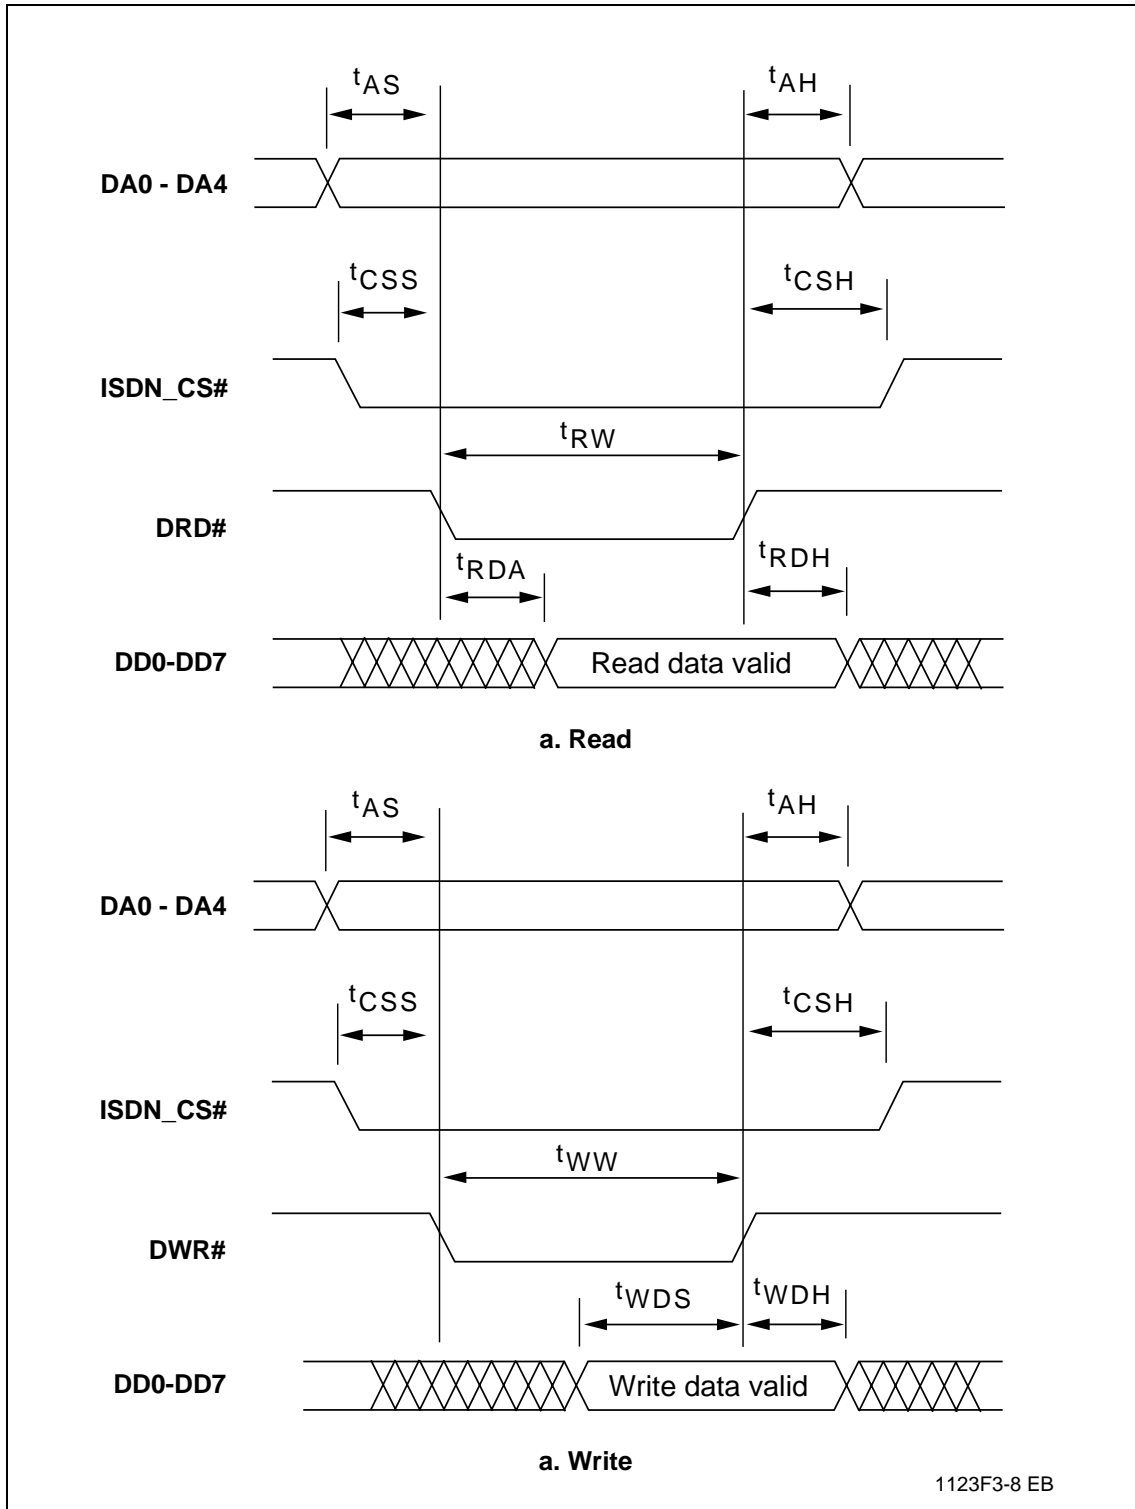 tAS
tAH
DA0 - DA4
tCSS
tCSH
ISDN_CS#
tRW
DRD#
tRDA
tRDH
DD0-DD7
Read data valid
a. Read
tAS
tAH
DA0 - DA4
tCSS
tCSH
ISDN_CS#
tWW
DWR#
tWDS
tWDH
DD0-DD7
Write data valid
a. Write
1123F3-8 EB